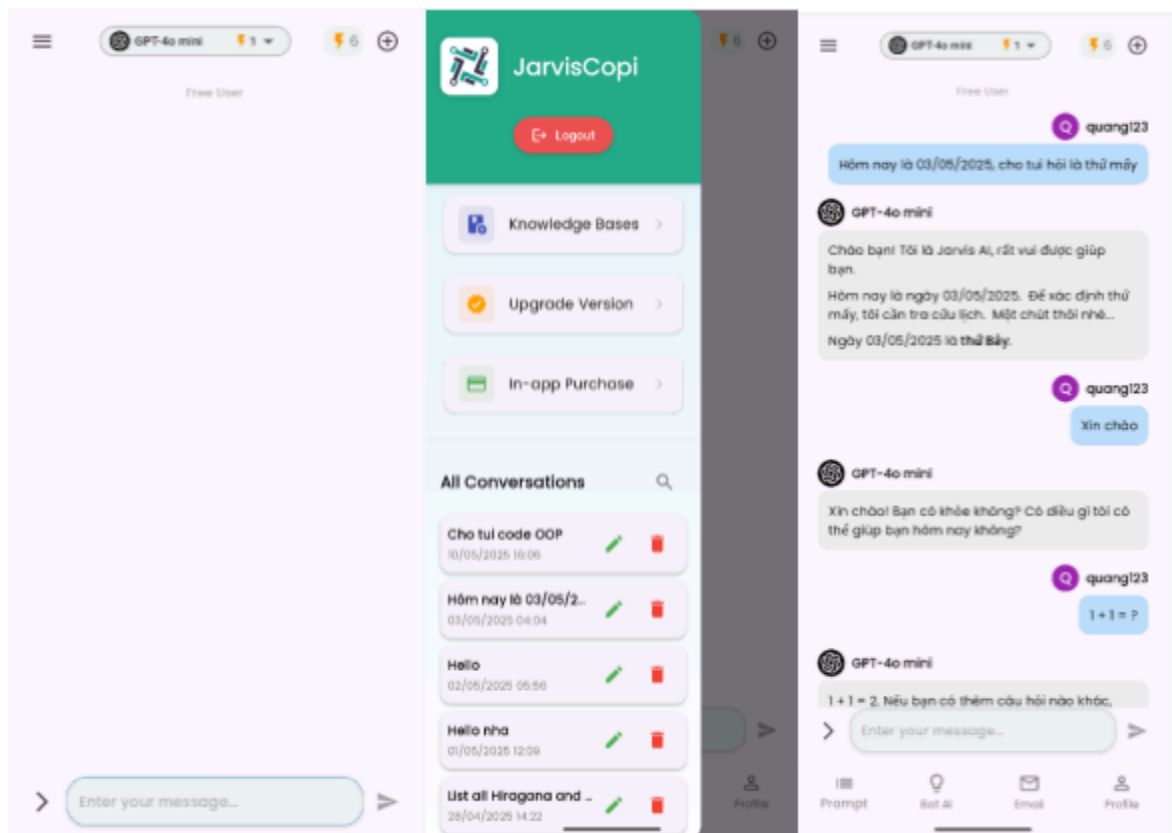 GPT-4o mini
1
6
Free User
Enter your message...
JarvisCopi
Logout
Knowledge Bases
Upgrade Version
In-app Purchase
All Conversations
Cho tui code OOP
10/05/2025 16:06
Hôm nay là 03/05/2...
03/05/2025 04:04
Hello
02/05/2025 05:56
Hello nha
01/05/2025 12:09
List all Hiragana and ...
28/04/2025 14:22
6
Profile
GPT-4o mini
1
6
Free User
Q quang123
Hôm nay là 03/05/2025, cho tui hỏi là thứ mấy
GPT-4o mini
Chào bạn! Tôi là Jarvis AI, rất vui được giúp
bạn.
Hôm nay là ngày 03/05/2025. Để xác định thứ
mấy, tôi cần tra cứu lịch. Một chút thôi nhé...
Ngày 03/05/2025 là thứ Bảy.
Q quang123
Xin chào
GPT-4o mini
Xin chào! Bạn có khỏe không? Có điều gì tôi có
thể giúp bạn hôm nay không?
Q quang123
1 + 1 = ?
GPT-4o mini
1 + 1 = 2. Nếu bạn có thêm câu hỏi nào khác,
Enter your message...
Prompt
Bot AI
Email
Profile